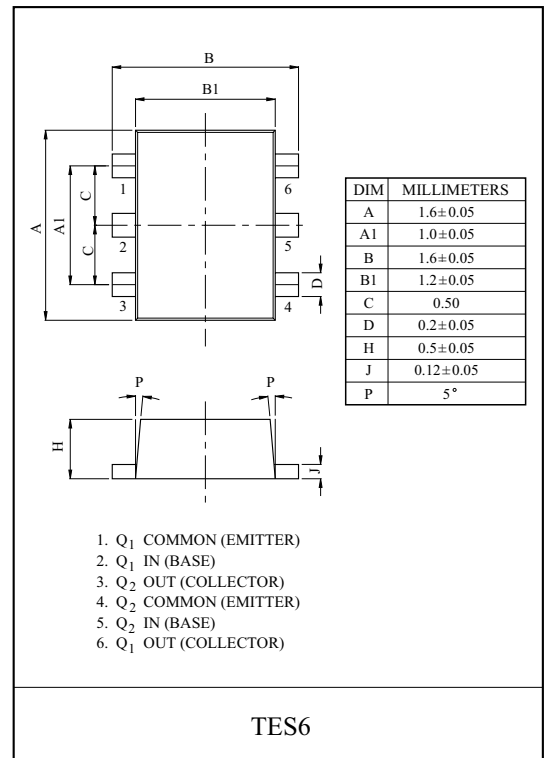 B
B1
A
A1
C
C
D
1
2
3
4
5
6
DIM MILLIMETERS
A 1.6±0.05
A1 1.0±0.05
B 1.6±0.05
B1 1.2±0.05
C 0.50
D 0.2±0.05
H 0.5±0.05
J 0.12±0.05
P 5°
P P
H
J
1. Q1 COMMON (EMITTER)
2. Q1 IN (BASE)
3. Q2 OUT (COLLECTOR)
4. Q2 COMMON (EMITTER)
5. Q2 IN (BASE)
6. Q1 OUT (COLLECTOR)
TES6